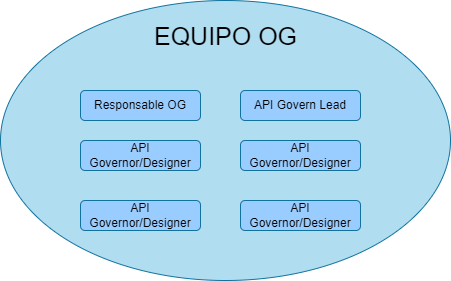 EQUIPO OG
Responsable OG
API Govern Lead
API
Governor/Designer
API
Governor/Designer
API
Governor/Designer
API
Governor/Designer